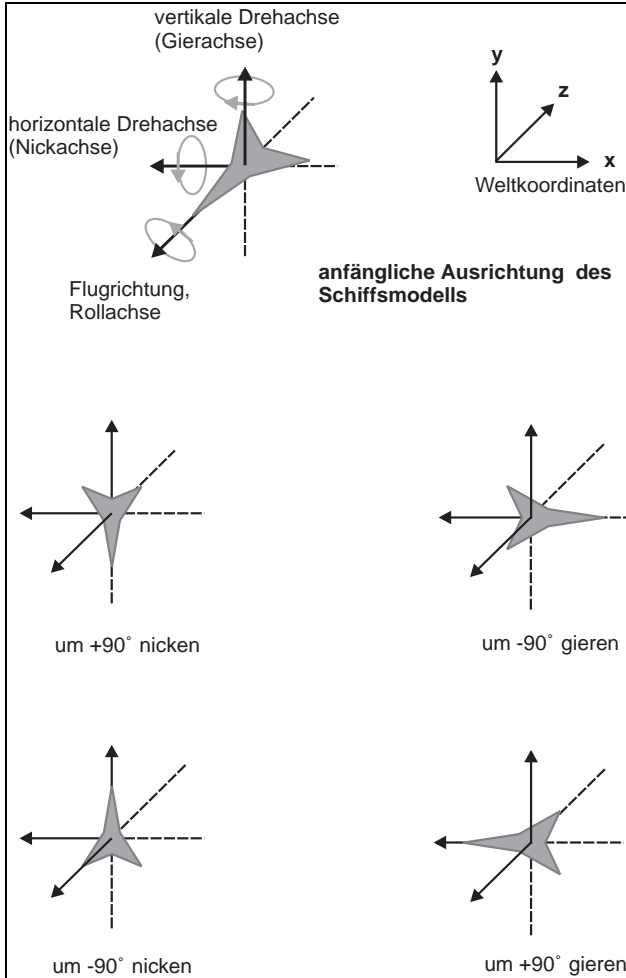 vertikale Drehachse
(Gierachse)
y
z
x
Weltkoordinaten
horizontale Drehachse
(Nickachse)
Flugrichtung,
Rollachse
anfängliche Ausrichtung des
Schiffsmodells
um +90˚ nicken
um -90˚ gieren
um -90˚ nicken
um +90˚ gieren